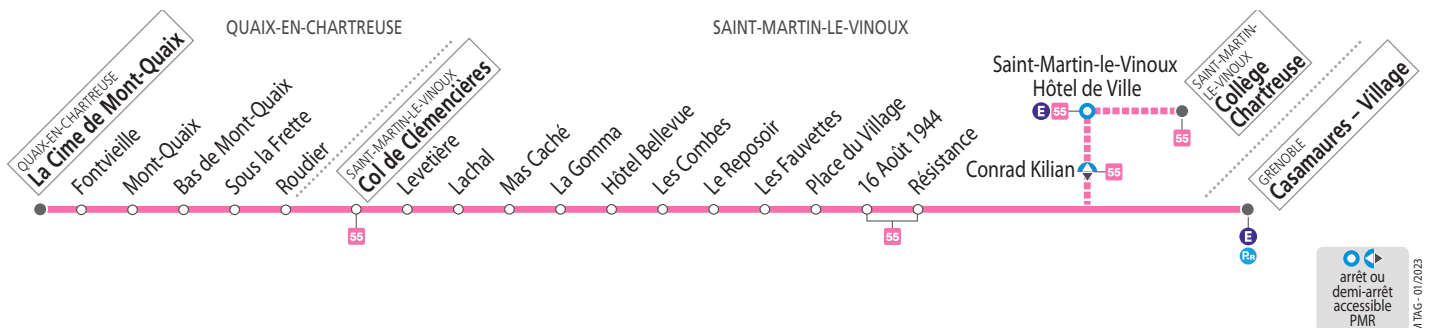 QUAIX-EN-CHARTREUSE
SAINT-MARTIN-LE-VINOUX
QUAIX-EN-CHARTREUSE
La Cime de Mont-Quaix
Fontvieille
Mont-Quaix
Bas de Mont-Quaix
Sous la Frette
Roudier
SAINT-MARTIN-LE-VINOUX
Col de Clémencières
55
Levetière
Lachal
Mas Caché
La Gomma
Hôtel Bellevue
Les Combes
Le Reposoir
Les Fauvettes
Place du Village
16 Août 1944
Résistance
55
Saint-Martin-le-Vinoux
Hôtel de Ville
E 55
Conrad Kilian
55
SAINT-MARTIN-
LE-VINOUX
Collège
Chartreuse
55
GRENOBLE
Casamaures – Village
E
P+R
arrêt ou
demi-arrêt
accessible
PMR
M TAG - 01/2023